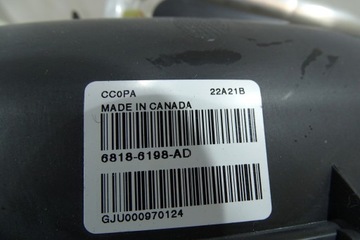 CC0PA 22A21B
MADE IN CANADA
6818-6198-AD
GJU000970124